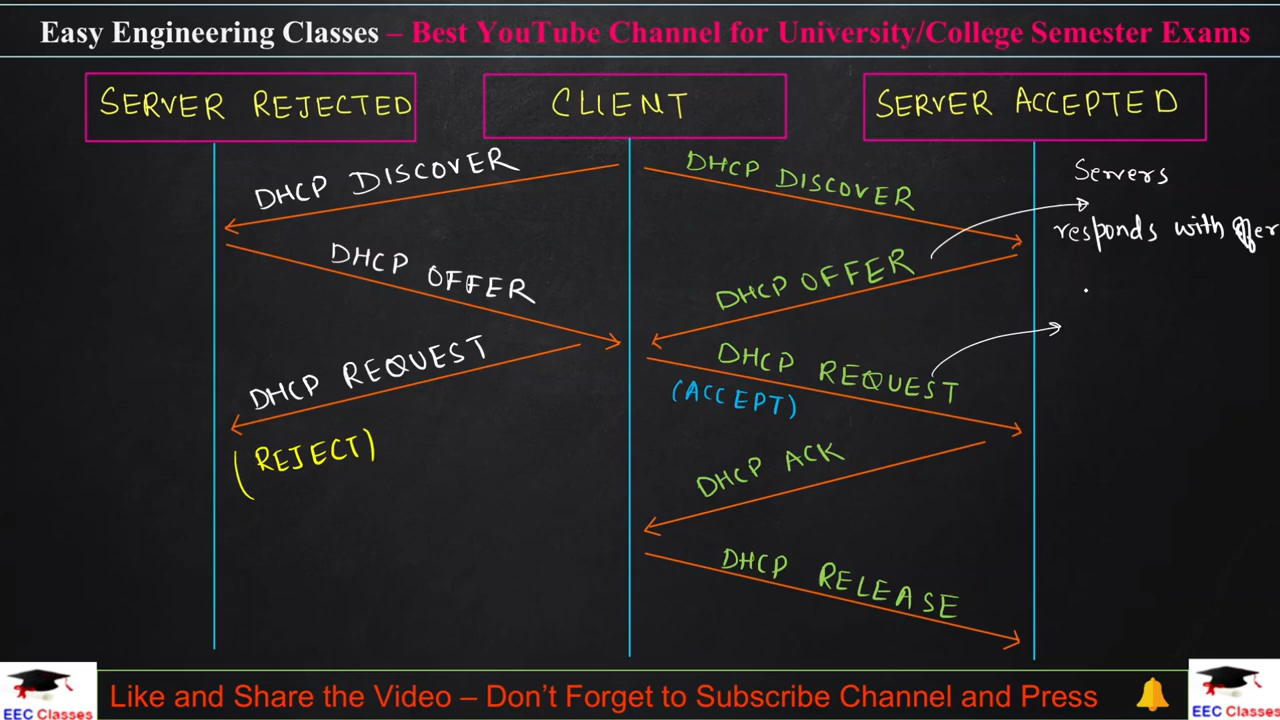 Easy Engineering Classes – Best YouTube Channel for University/College Semester Exams
SERVER REJECTED
CLIENT
SERVER ACCEPTED
DHCP DISCOVER
DHCP DISCOVER
Servers
responds with offer
DHCP OFFER
DHCP OFFER
DHCP REQUEST
DHCP REQUEST
(ACCEPT)
(REJECT)
DHCP ACK
DHCP RELEASE
EEC Classes
Like and Share the Video – Don't Forget to Subscribe Channel and Press
EEC Classes